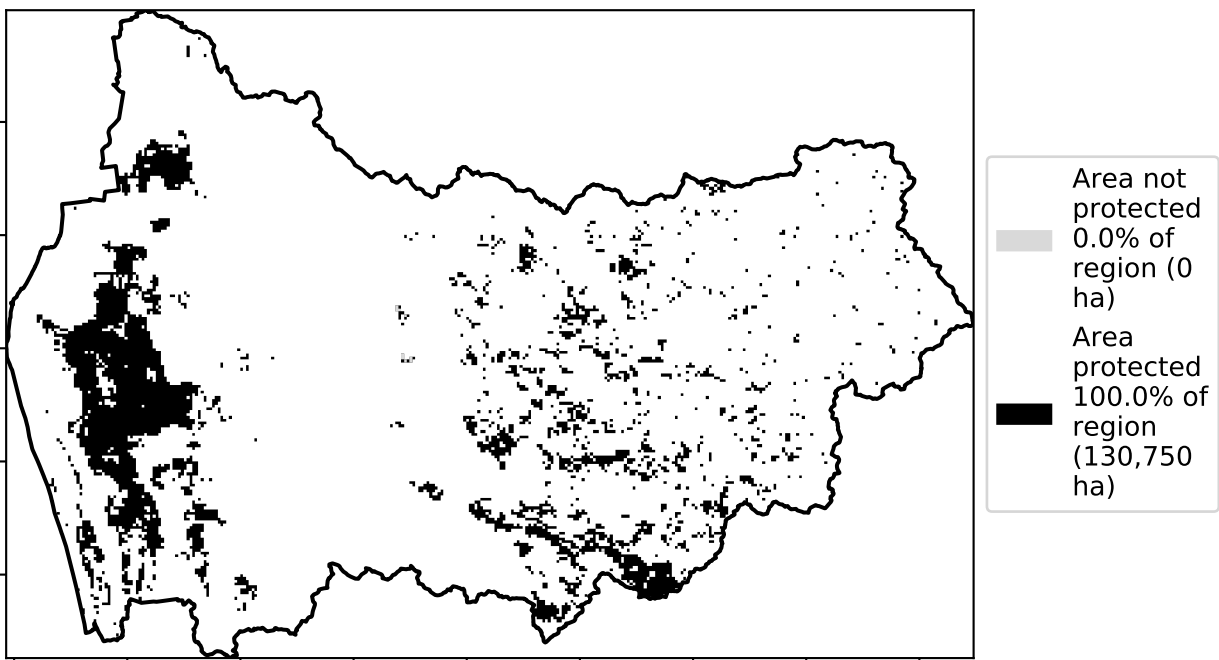 Area not
protected
0.0% of
region (0
ha)
Area
protected
100.0% of
region
(130,750
ha)